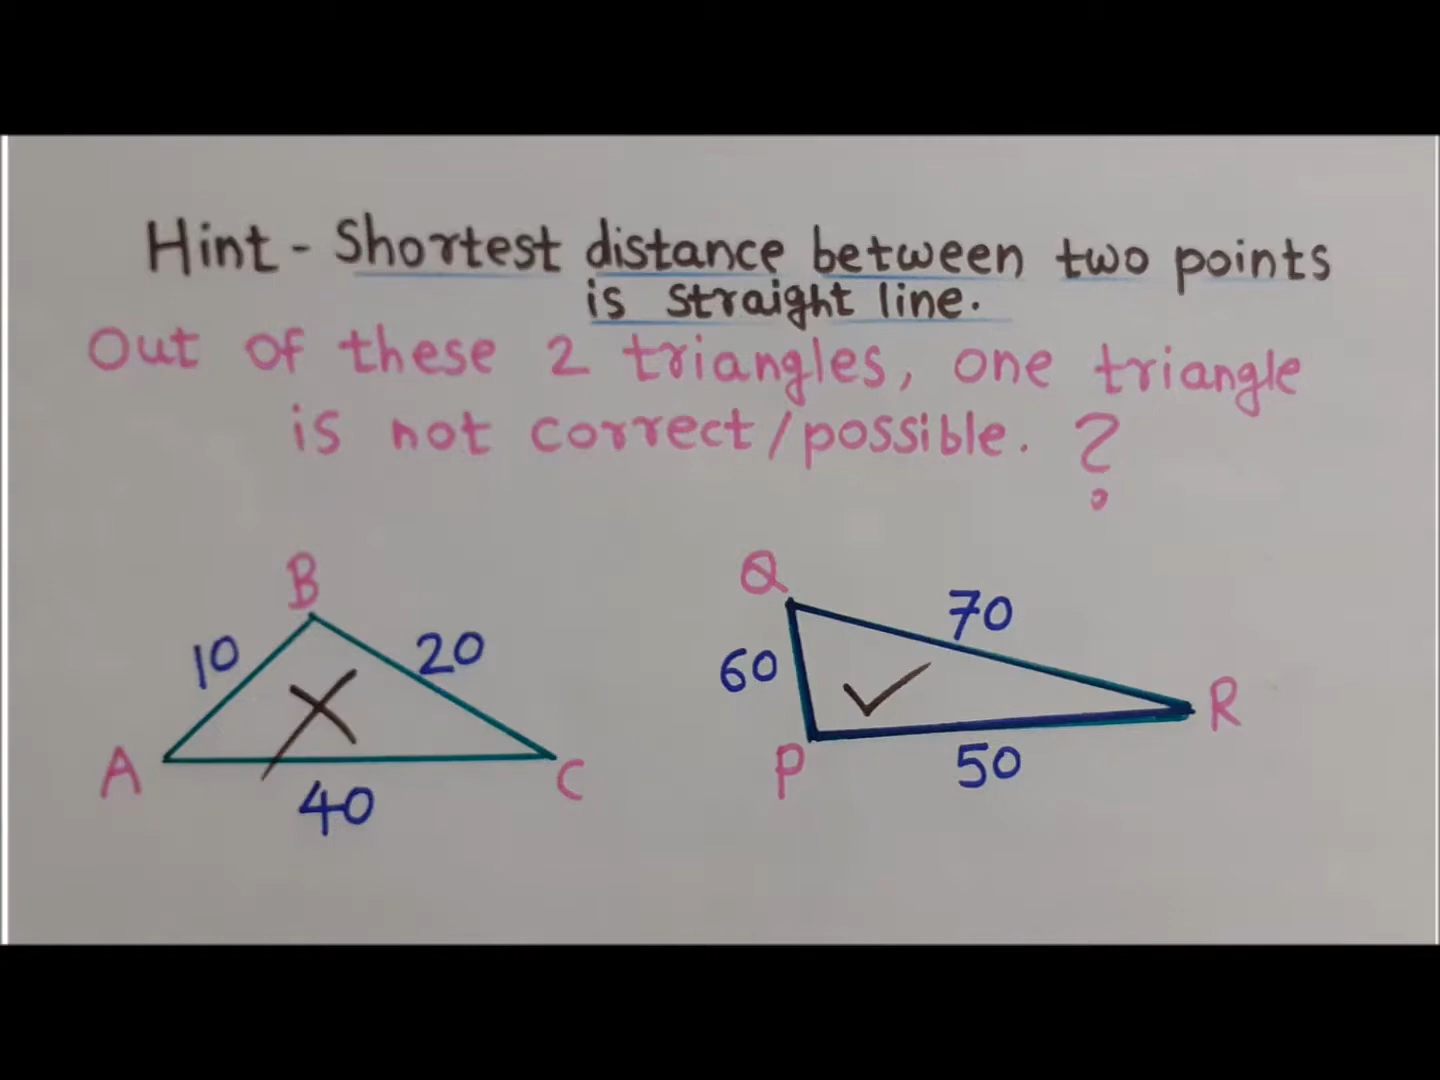 Hint - Shortest distance between two points
is straight line.
Out of these 2 triangles, one triangle
is not correct/possible. ?
B
10
20
A
C
40
Q
70
60
R
P
50